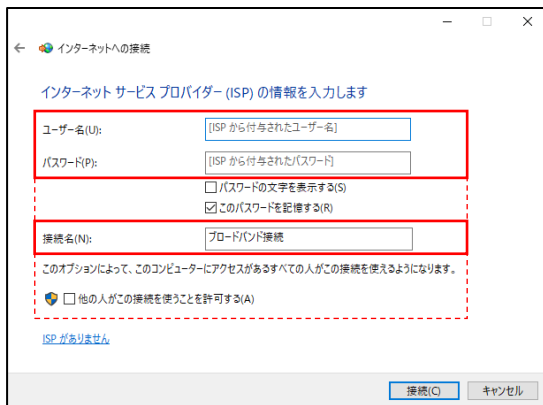 インターネットへの接続
インターネット サービス プロバイダー (ISP) の情報を入力します
ユーザー名(U):
[ISP から付与されたユーザー名]
パスワード(P):
[ISP から付与されたパスワード]
パスワードの文字を表示する(S)
このパスワードを記憶する(R)
接続名(N):
ブロードバンド接続
このオプションによって、このコンピューターにアクセスがあるすべての人がこの接続を使えるようになります。
他の人がこの接続を使うことを許可する(A)
ISP がありません
接続(C)
キャンセル